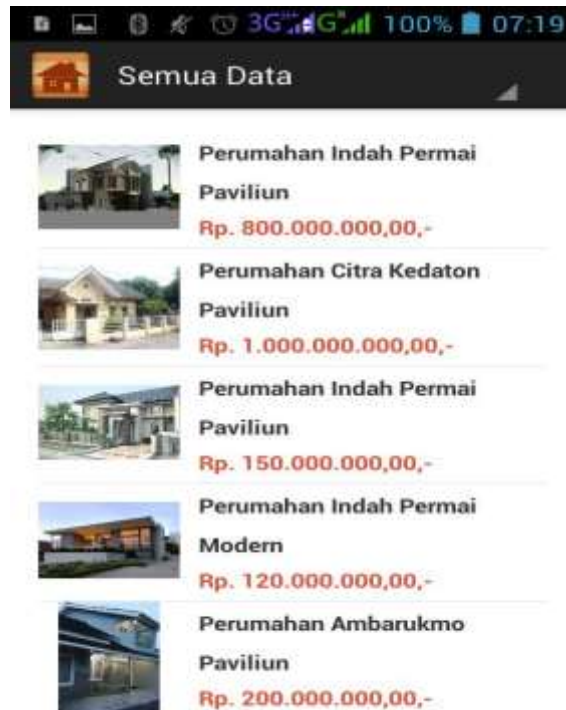 3G G 100% 07:19
Semua Data
Perumahan Indah Permai
Paviliun
Rp. 800.000.000,00,-
Perumahan Citra Kedaton
Paviliun
Rp. 1.000.000.000,00,-
Perumahan Indah Permai
Paviliun
Rp. 150.000.000,00,-
Perumahan Indah Permai
Modern
Rp. 120.000.000,00,-
Perumahan Ambarukmo
Paviliun
Rp. 200.000.000,00,-